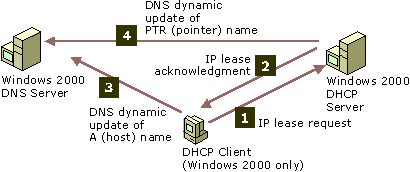 DNS dynamic
update of
PTR (pointer) name
4
Windows 2000
DNS Server
IP lease
acknowledgment
2
Windows 2000
DHCP
Server
3
DNS dynamic
update of
A (host) name
1
IP lease request
DHCP Client
(Windows 2000 only)